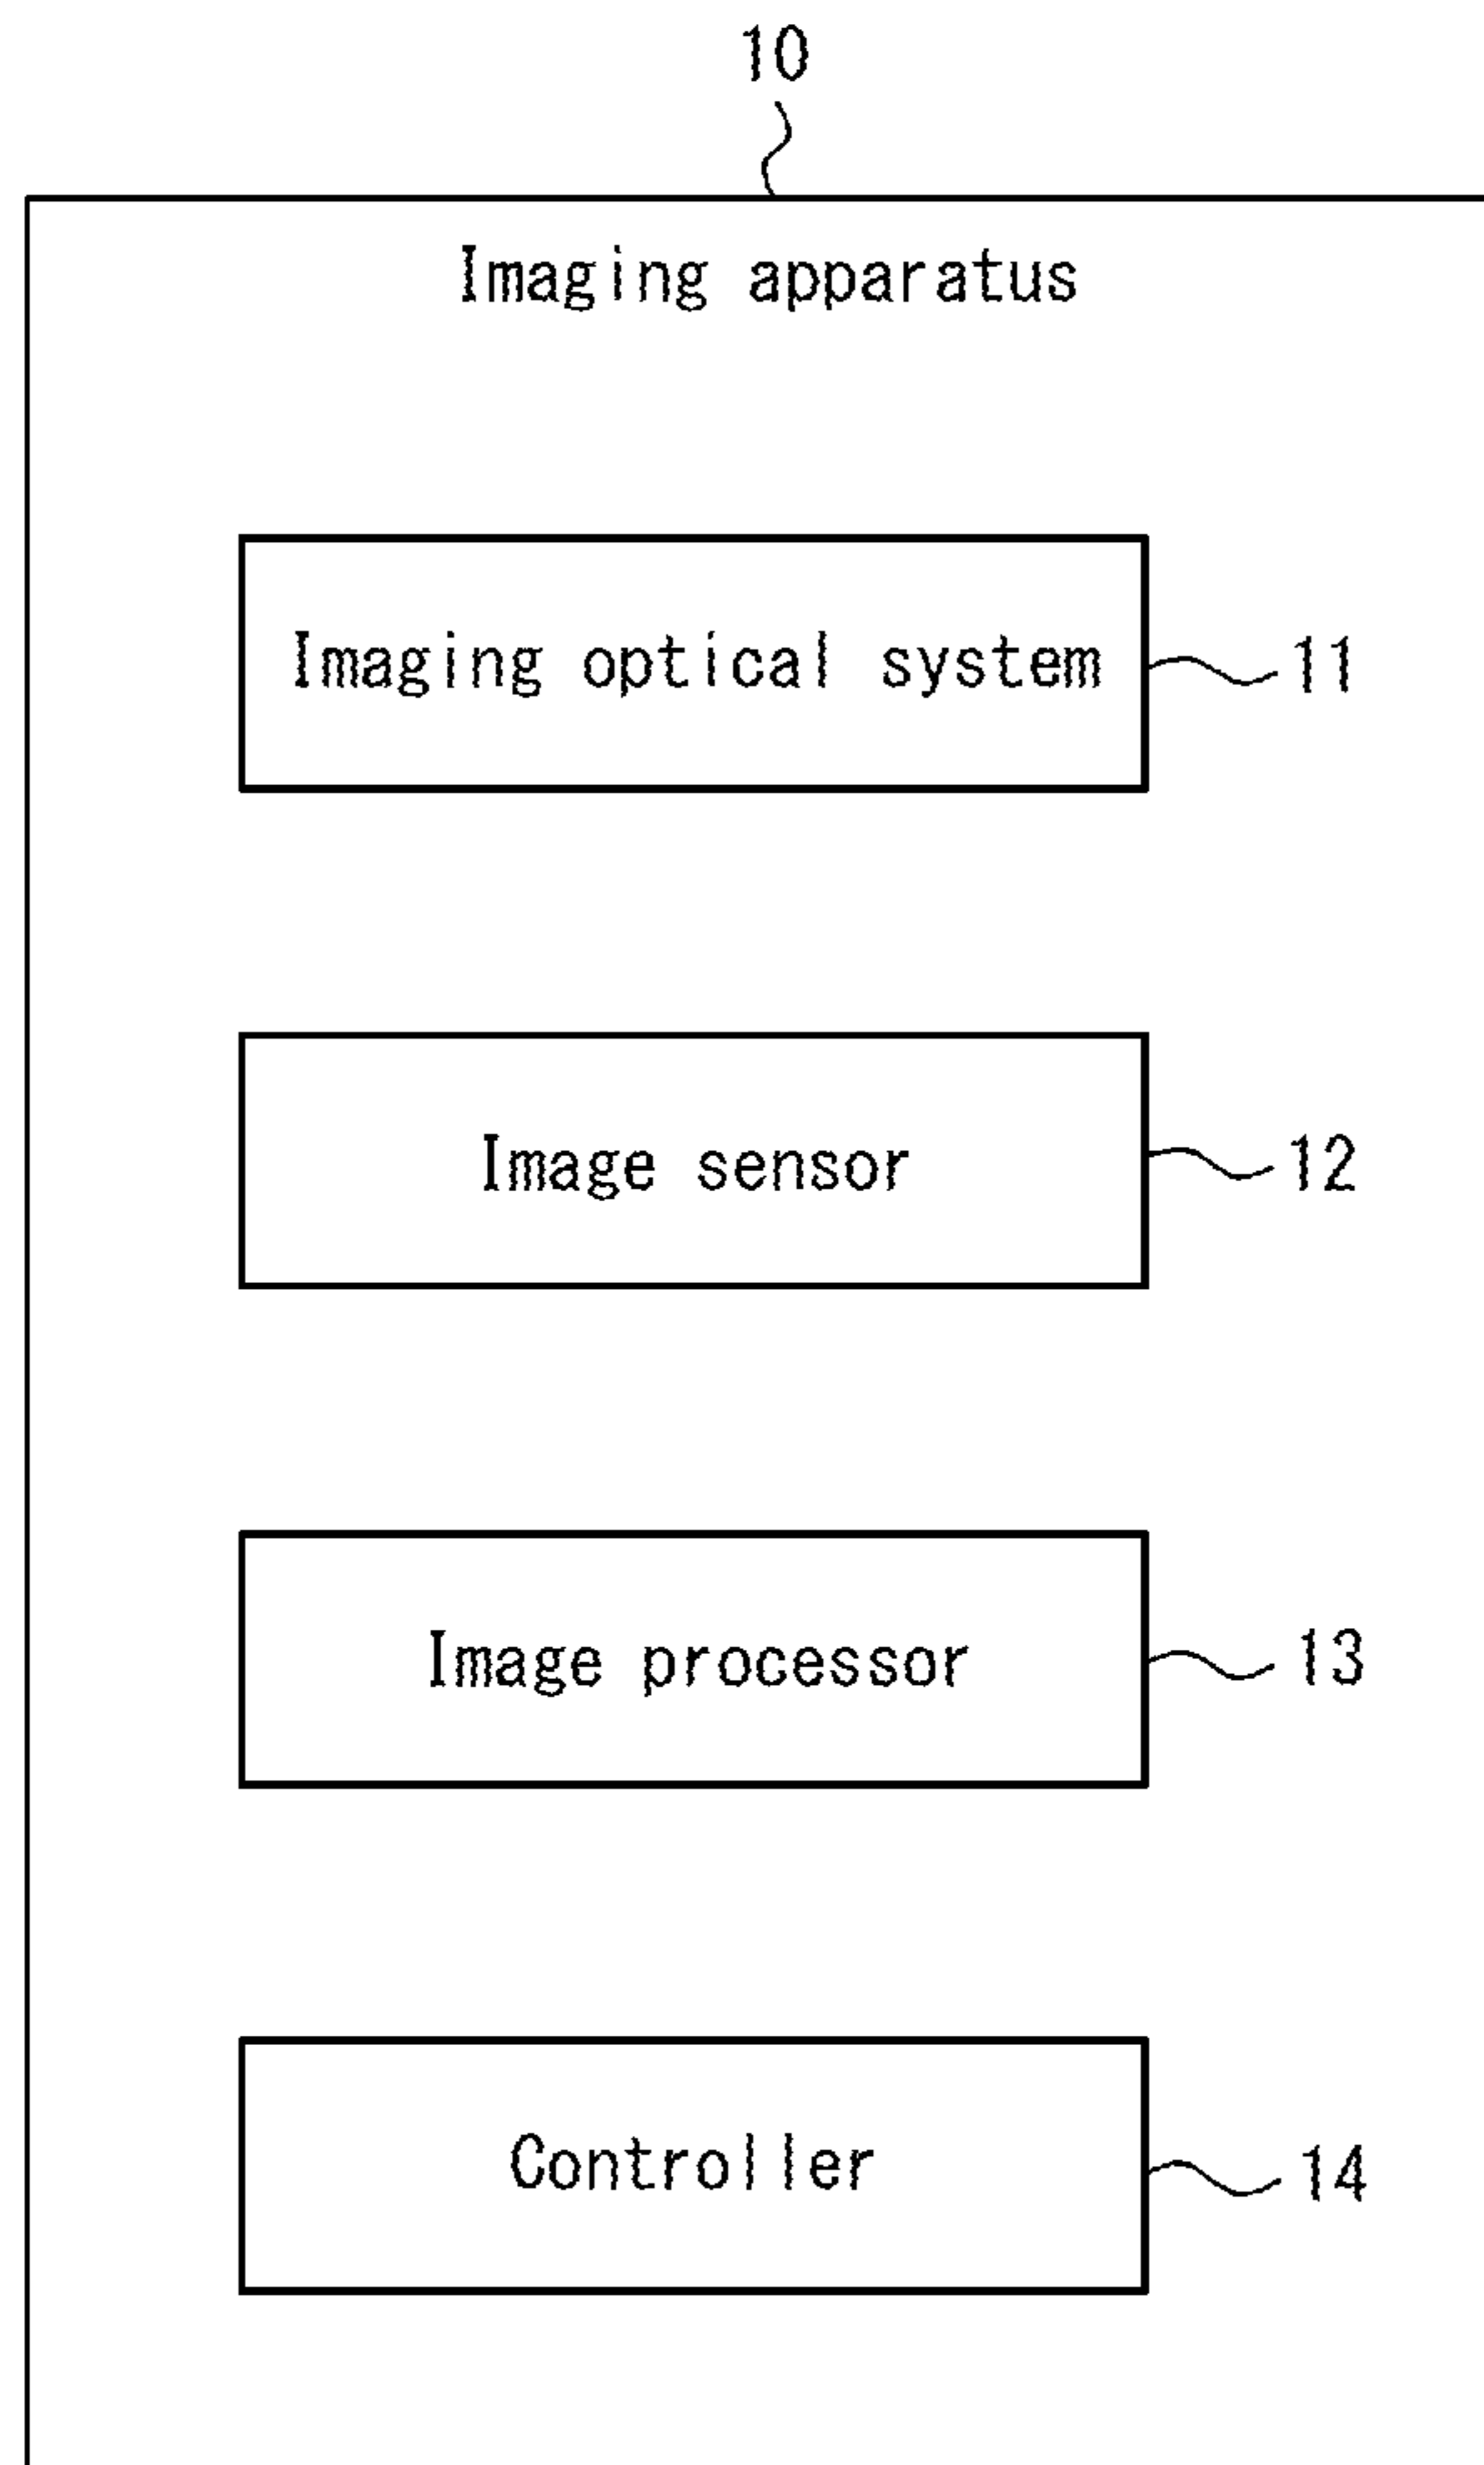 10
Imaging apparatus
Imaging optical system 11
Image sensor 12
Image processor 13
Controller 14